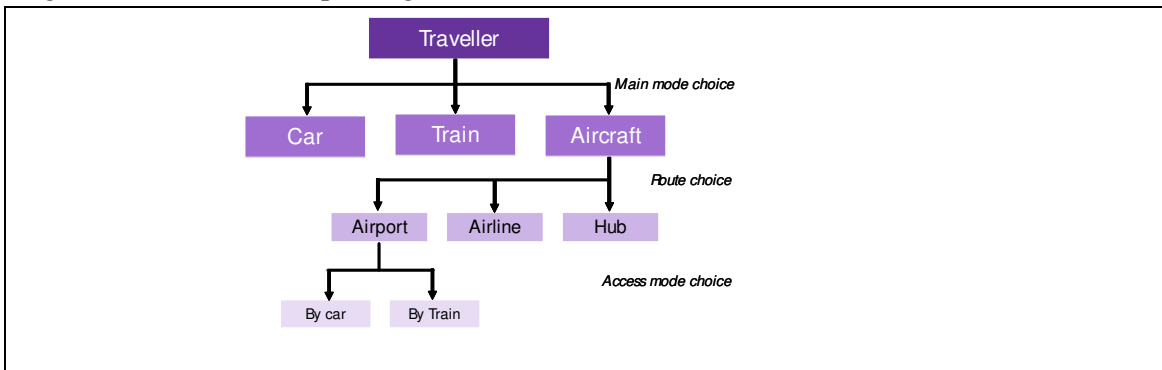 Traveller
Main mode choice
Car
Train
Aircraft
Route choice
Airport
Airline
Hub
Access mode choice
By car
By Train